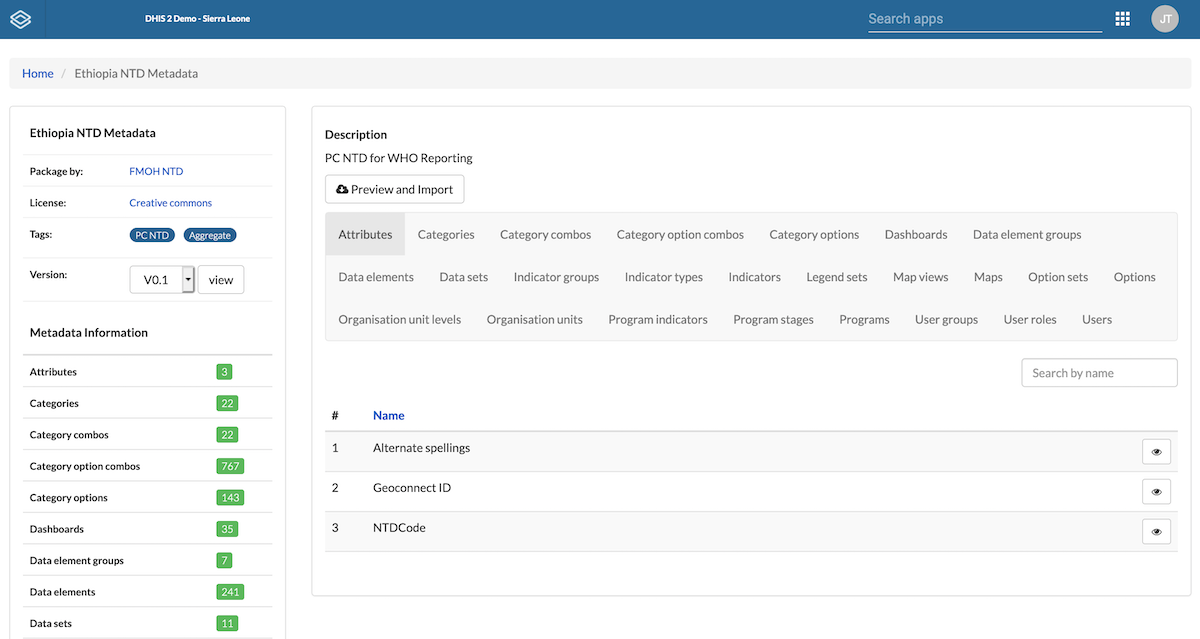 DHIS 2 Demo - Sierra Leone
Search apps
JT
Home / Ethiopia NTD Metadata
Ethiopia NTD Metadata
Package by: FMOH NTD
License: Creative commons
Tags: PC NTD Aggregate
Version: V0.1 view
Metadata Information
Attributes 3
Categories 22
Category combos 22
Category option combos 767
Category options 143
Dashboards 35
Data element groups 7
Data elements 241
Data sets 11
Description
PC NTD for WHO Reporting
Preview and Import
Attributes Categories Category combos Category option combos Category options Dashboards Data element groups
Data elements Data sets Indicator groups Indicator types Indicators Legend sets Map views Maps Option sets Options
Organisation unit levels Organisation units Program indicators Program stages Programs User groups User roles Users
Search by name
# Name
1 Alternate spellings
2 Geoconnect ID
3 NTDCode